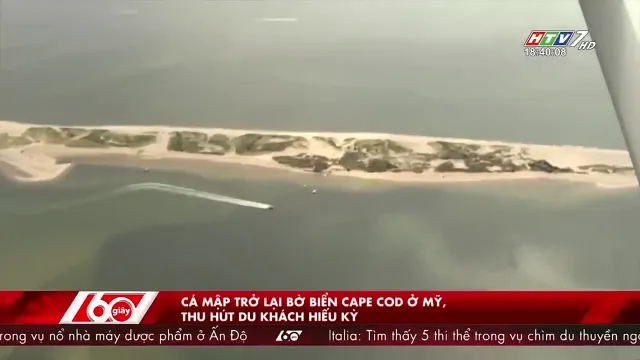 HTV7 HD
18:40:08
60 giây
CÁ MẬP TRỞ LẠI BỜ BIỂN CAPE COD Ở MỸ,
THU HÚT DU KHÁCH HIẾU KỲ
rong vụ nổ nhà máy dược phẩm ở Ấn Độ 60 Italia: Tìm thấy 5 thi thể trong vụ chìm du thuyền ng